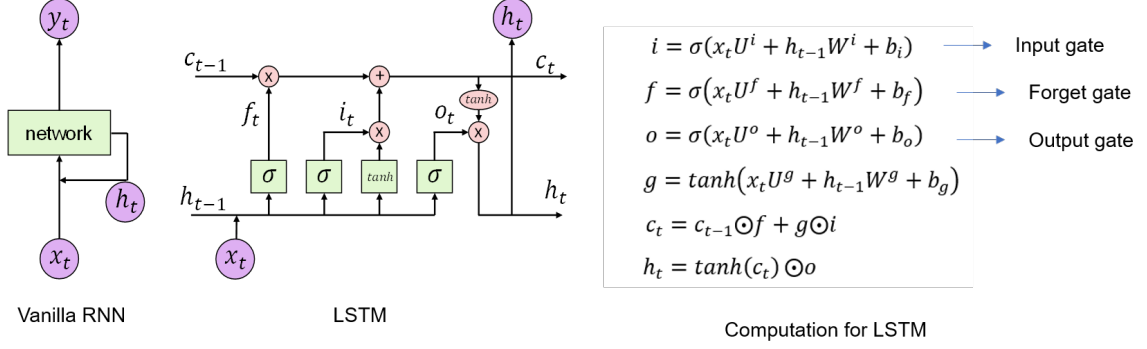 y_t
network
h_t
x_t
Vanilla RNN
h_t
c_{t-1}
x
+
c_t
tanh
f_t
i_t
o_t
x
x
σ
σ
tanh
σ
h_{t-1}
h_t
x_t
LSTM
i = σ(x_t U^i + h_{t-1} W^i + b_i)
Input gate
f = σ(x_t U^f + h_{t-1} W^f + b_f)
Forget gate
o = σ(x_t U^o + h_{t-1} W^o + b_o)
Output gate
g = tanh(x_t U^g + h_{t-1} W^g + b_g)
c_t = c_{t-1} ⊙ f + g ⊙ i
h_t = tanh(c_t) ⊙ o
Computation for LSTM